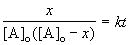 x / [A]ₒ([A]ₒ − x) = kt